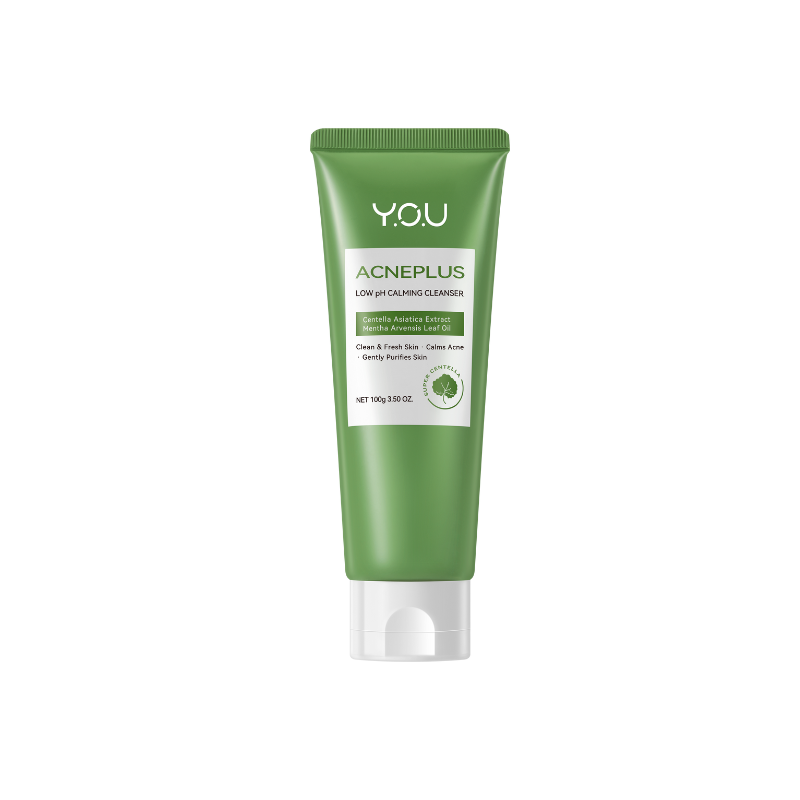 Y.O.U
ACNEPLUS
LOW pH CALMING CLEANSER
Centella Asiatica Extract
Mentha Arvensis Leaf Oil
Clean & Fresh Skin · Calms Acne
· Gently Purifies Skin
SUPER CENTELLA
NET 100g 3.50 OZ.